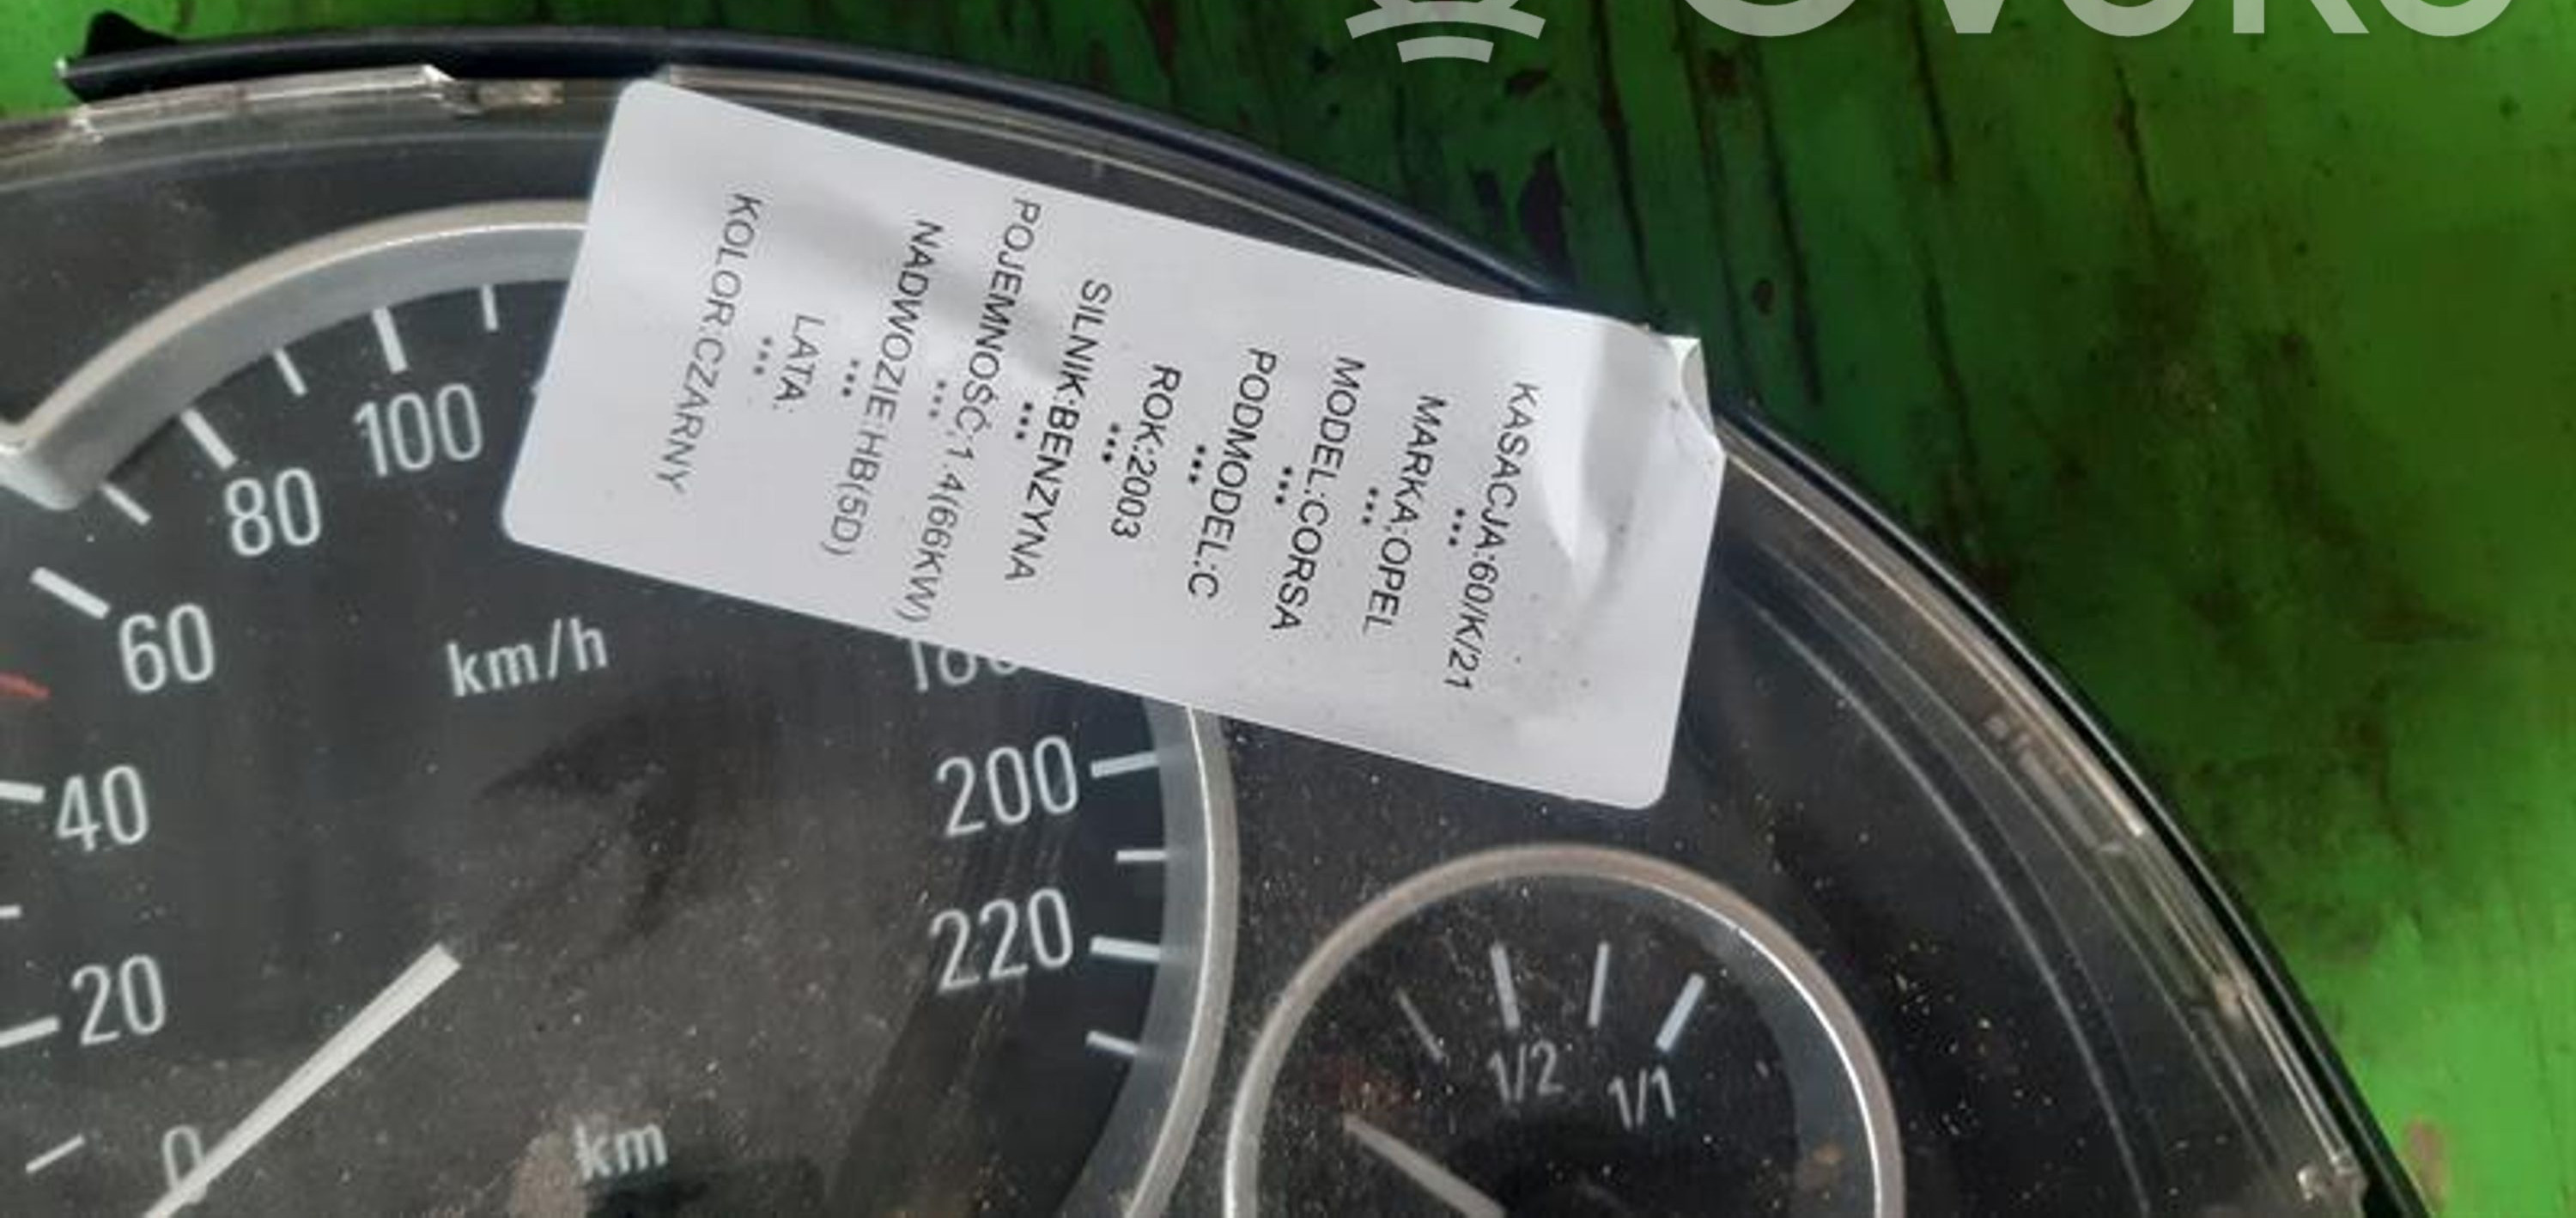 KASACJA:60/K/21
***
MARKA:OPEL
***
MODEL:CORSA
***
PODMODEL:C
***
ROK:2003
***
SILNIK:BENZYNA
***
POJEMNOŚĆ:1.4(66KW)
***
NADWOZIE:HB(5D)
***
LATA:
***
KOLOR:CZARNY
100
80
60
km/h
40
200
20
220
0
km
1/2
1/1